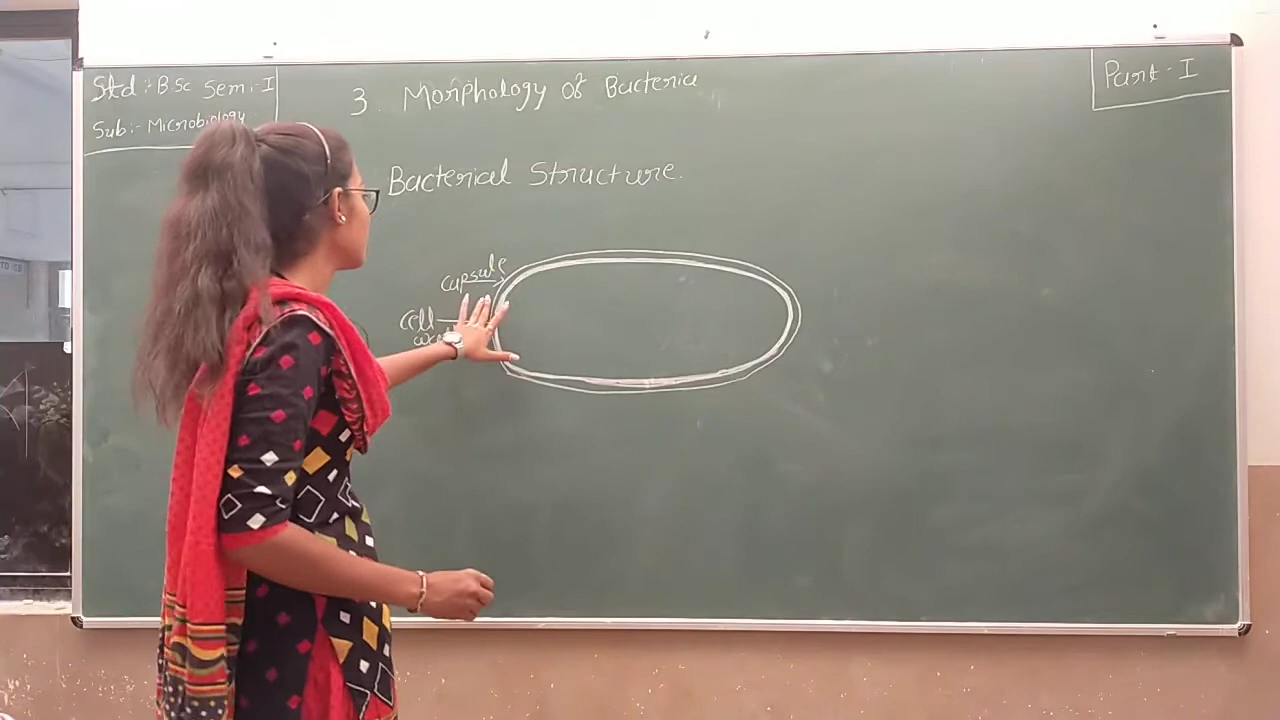 Std :- B.Sc Sem :- I
Sub:- Microbiology
3. Morphology of Bacteria
Part - I
Bacterial Structure.
capsule
cell